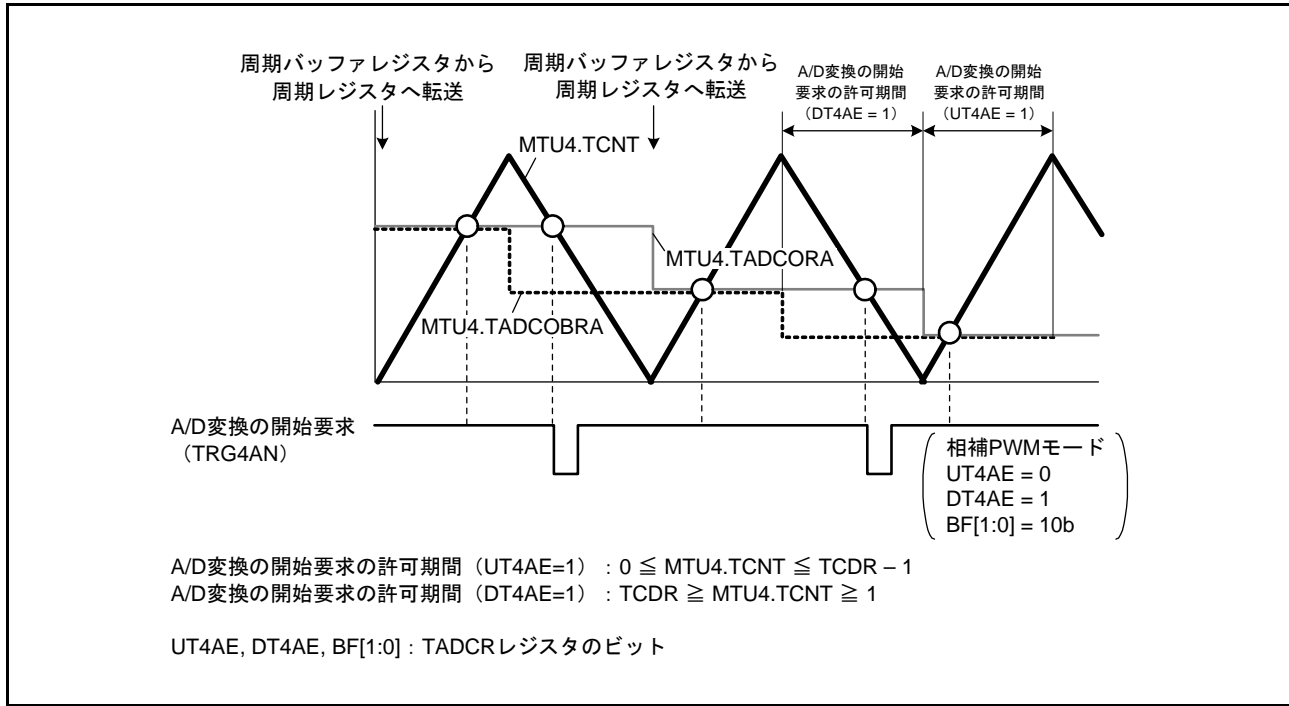 周期バッファレジスタから
周期レジスタへ転送
周期バッファレジスタから
周期レジスタへ転送
A/D変換の開始
要求の許可期間
（DT4AE = 1）
A/D変換の開始
要求の許可期間
（UT4AE = 1）
MTU4.TCNT
MTU4.TADCORA
MTU4.TADCOBRA
A/D変換の開始要求
（TRG4AN）
相補PWMモード
UT4AE = 0
DT4AE = 1
BF[1:0] = 10b
A/D変換の開始要求の許可期間（UT4AE=1）：0 ≦ MTU4.TCNT ≦ TCDR – 1
A/D変換の開始要求の許可期間（DT4AE=1）：TCDR ≧ MTU4.TCNT ≧ 1
UT4AE, DT4AE, BF[1:0]：TADCRレジスタのビット